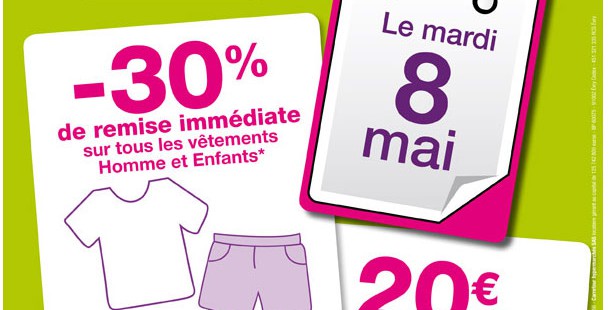 -30%
de remise immédiate
sur tous les vêtements
Homme et Enfants*
Le mardi
8
mai
20€